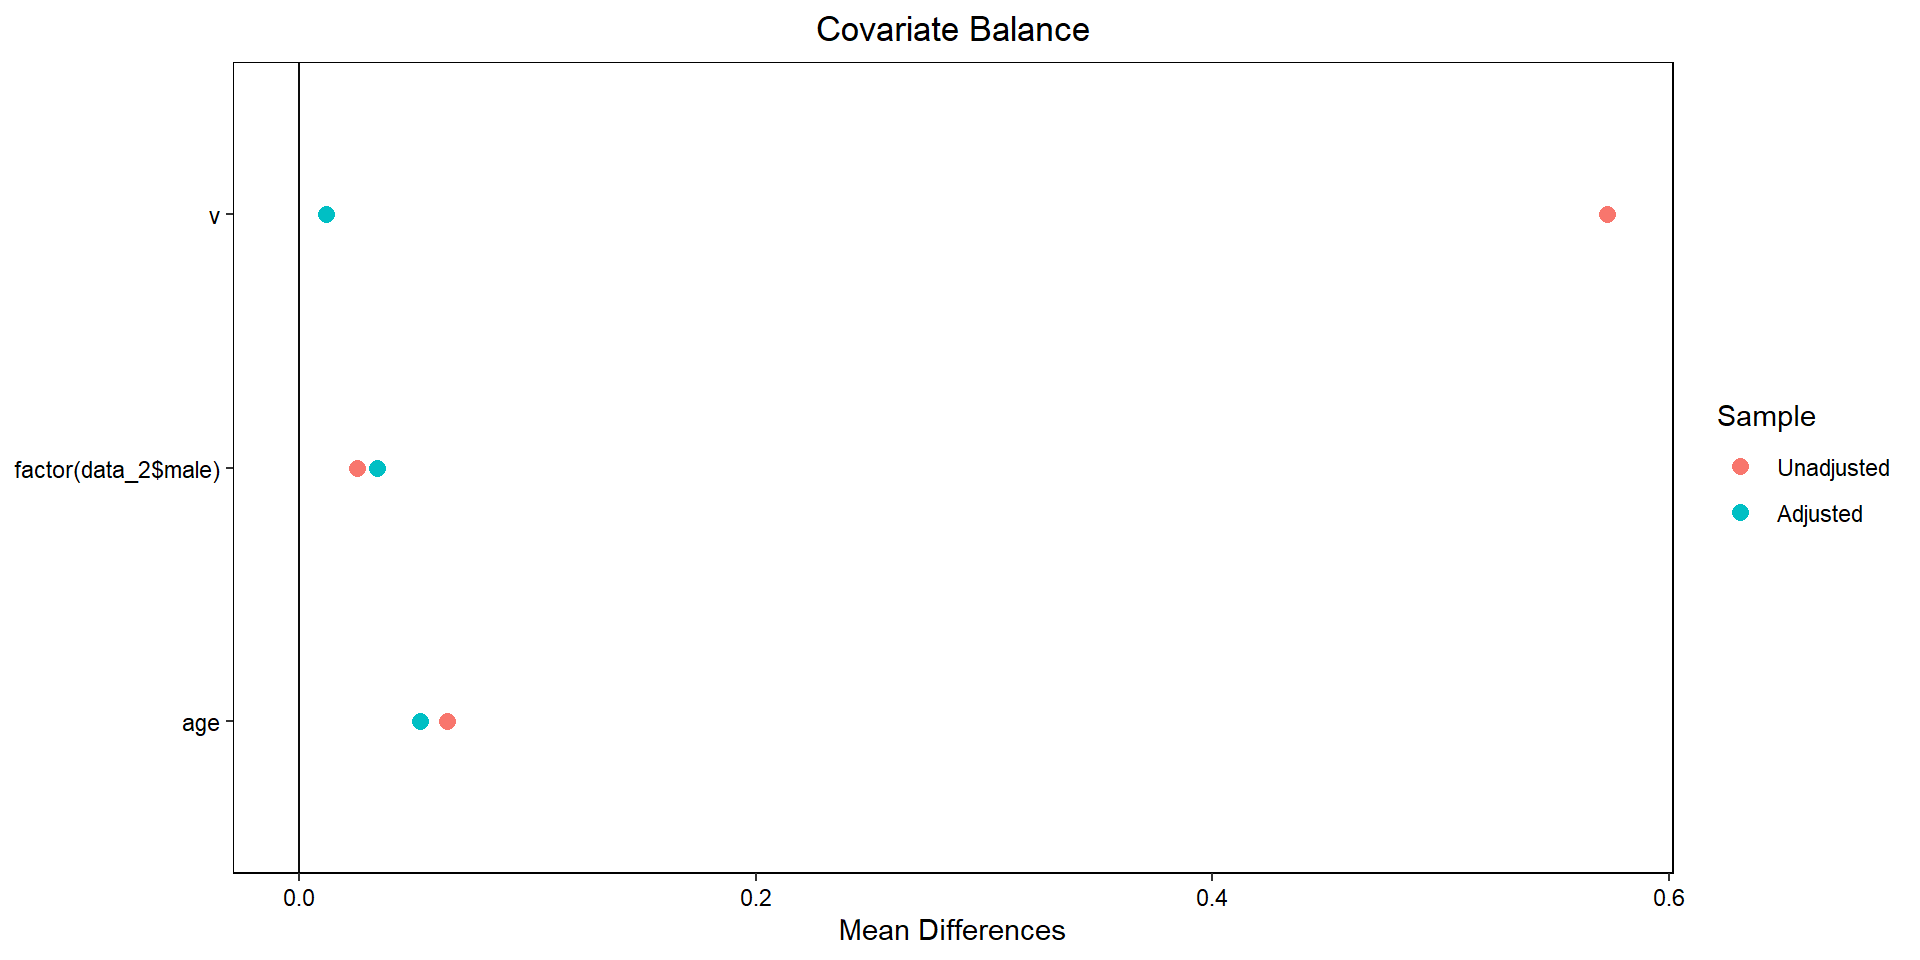 Covariate Balance
v
factor(data_2$male)
age
0.0
0.2
0.4
0.6
Mean Differences
Sample
Unadjusted
Adjusted